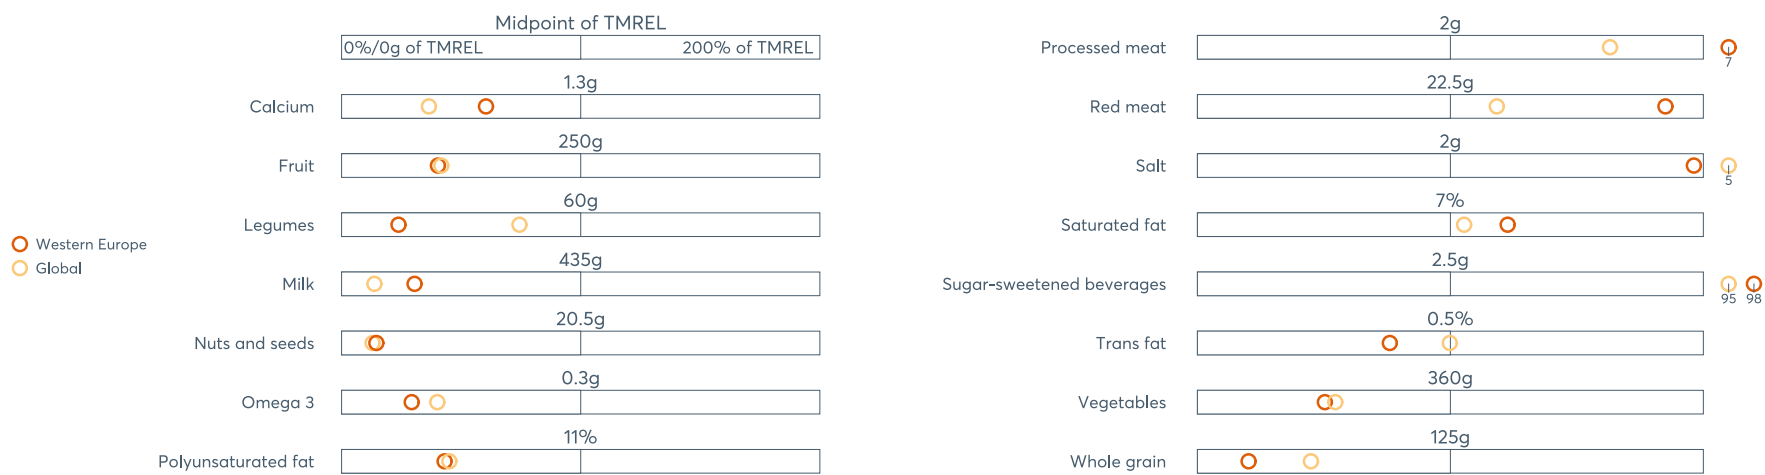 Midpoint of TMREL
0%/0g of TMREL 200% of TMREL
Calcium 1.3g
Fruit 250g
Legumes 60g
Milk 435g
Nuts and seeds 20.5g
Omega 3 0.3g
Polyunsaturated fat 11%
Western Europe
Global
Processed meat 2g 7
Red meat 22.5g
Salt 2g 5
Saturated fat 7%
Sugar-sweetened beverages 2.5g 95 98
Trans fat 0.5%
Vegetables 360g
Whole grain 125g